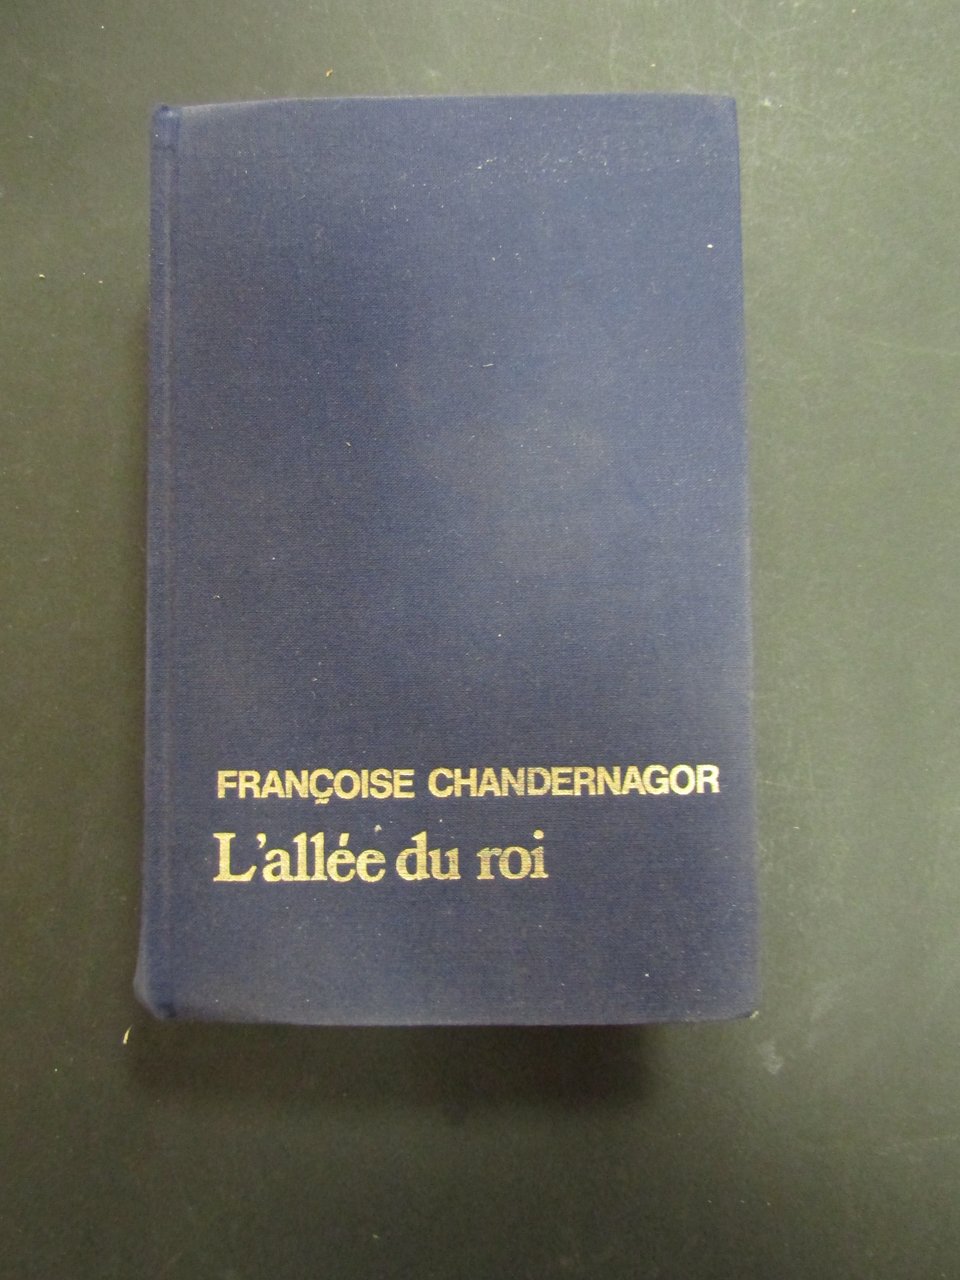 FRANÇOISE CHANDERNAGOR
L'allée du roi